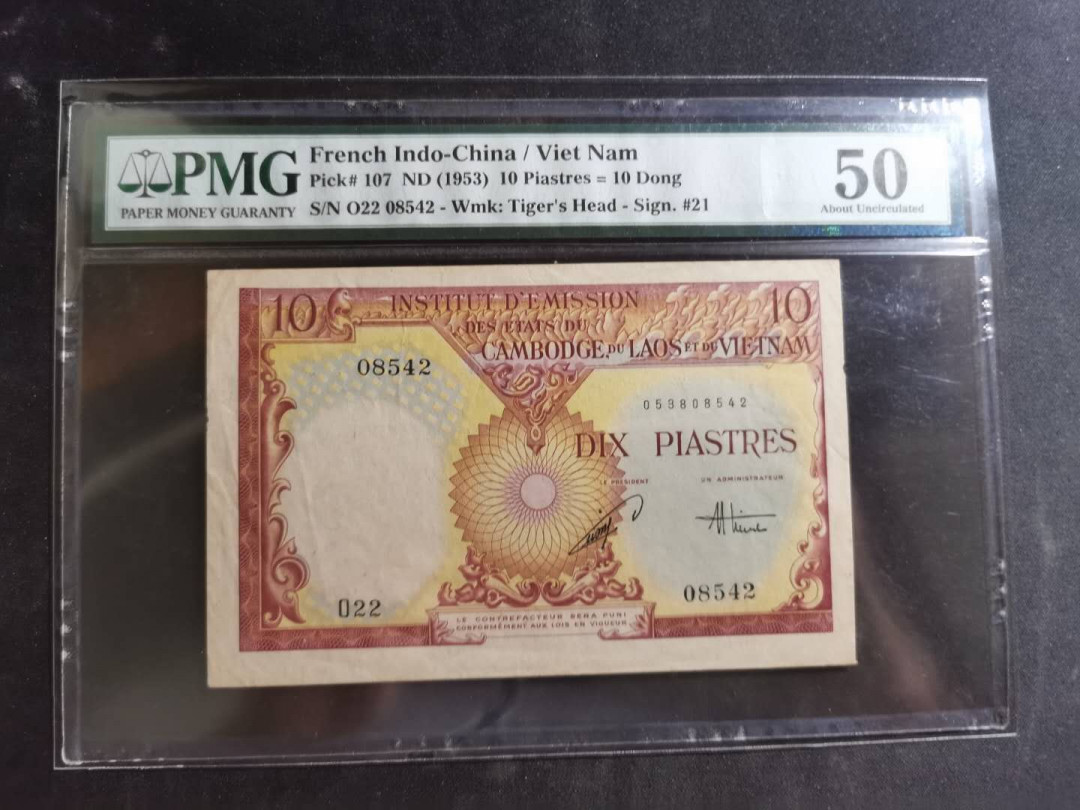 PMG
PAPER MONEY GUARANTY
French Indo-China / Viet Nam
Pick# 107 ND (1953) 10 Piastres = 10 Dong
S/N O22 08542 - Wmk: Tiger's Head - Sign. #21
50
About Uncirculated
10 INSTITUT D'EMISSION 10
DES ETATS DU
CAMBODGE, DU LAOS ET DU VIETNAM
08542
053808542
DIX PIASTRES
LE PRESIDENT UN ADMINISTRATEUR
O22
08542
LE CONTREFACTEUR SERA PUNI
CONFORMÉMENT AUX LOIS EN VIGUEUR